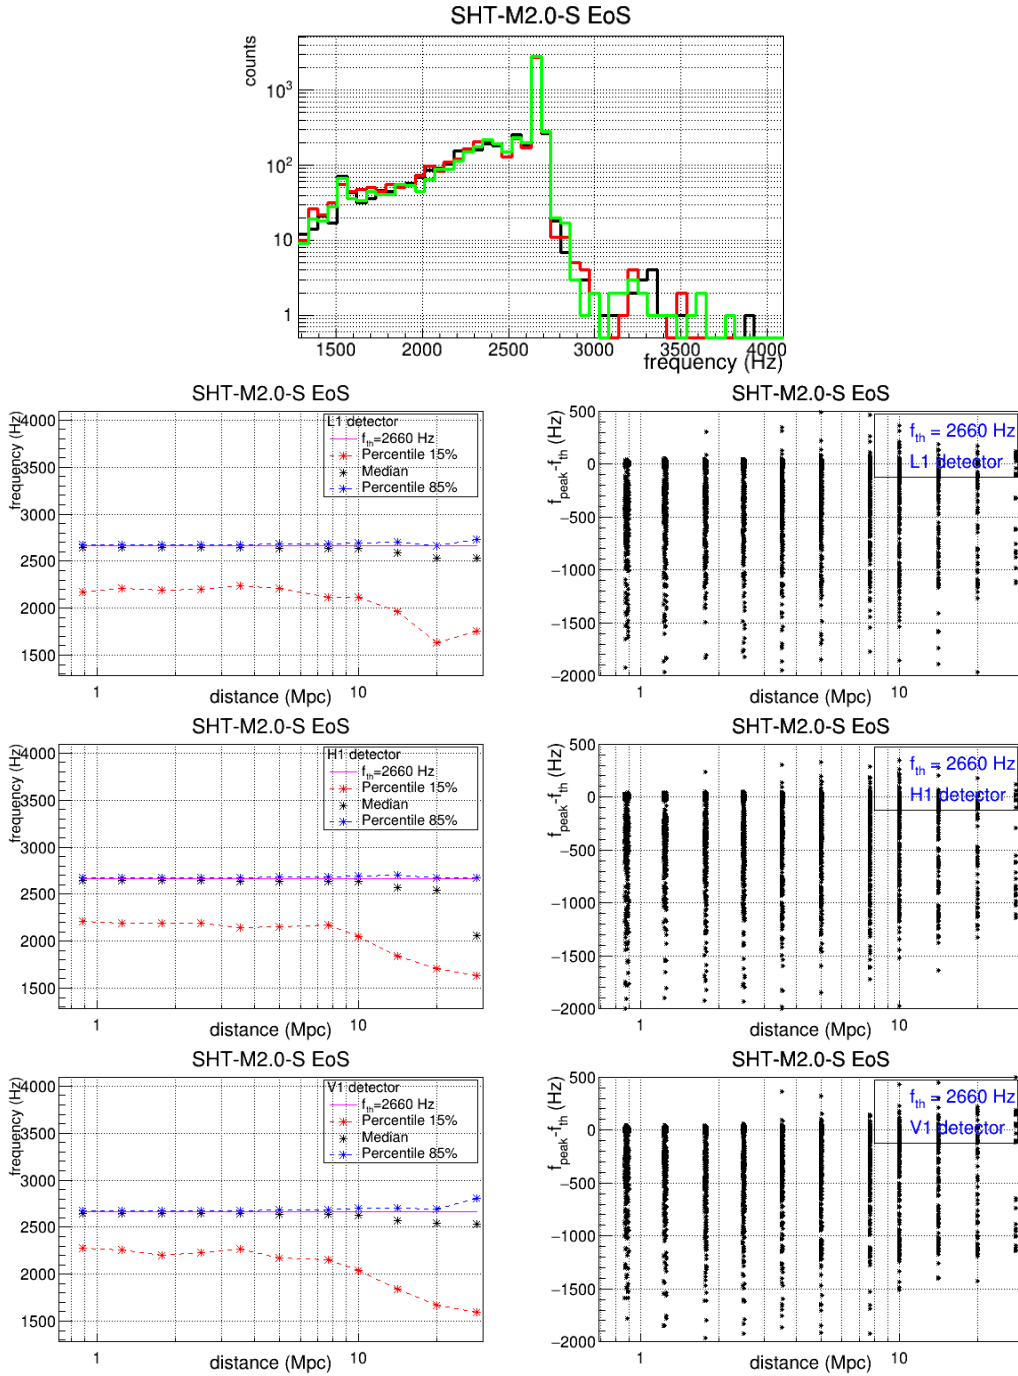 SHT-M2.0-S EoS
counts
10³
10²
10
1
1500 2000 2500 3000 3500 4000
frequency (Hz)
SHT-M2.0-S EoS
frequency (Hz)
4000
3500
3000
2500
2000
1500
L1 detector
f_th=2660 Hz
Percentile 15%
Median
Percentile 85%
1 10
distance (Mpc)
SHT-M2.0-S EoS
f_peak-f_th (Hz)
500
0
−500
−1000
−1500
−2000
f_th = 2660 Hz
L1 detector
1 10
distance (Mpc)
SHT-M2.0-S EoS
frequency (Hz)
4000
3500
3000
2500
2000
1500
H1 detector
f_th=2660 Hz
Percentile 15%
Median
Percentile 85%
1 10
distance (Mpc)
SHT-M2.0-S EoS
f_peak-f_th (Hz)
500
0
−500
−1000
−1500
−2000
f_th = 2660 Hz
H1 detector
1 10
distance (Mpc)
SHT-M2.0-S EoS
frequency (Hz)
4000
3500
3000
2500
2000
1500
V1 detector
f_th=2660 Hz
Percentile 15%
Median
Percentile 85%
1 10
distance (Mpc)
SHT-M2.0-S EoS
f_peak-f_th (Hz)
500
0
−500
−1000
−1500
−2000
f_th = 2660 Hz
V1 detector
1 10
distance (Mpc)